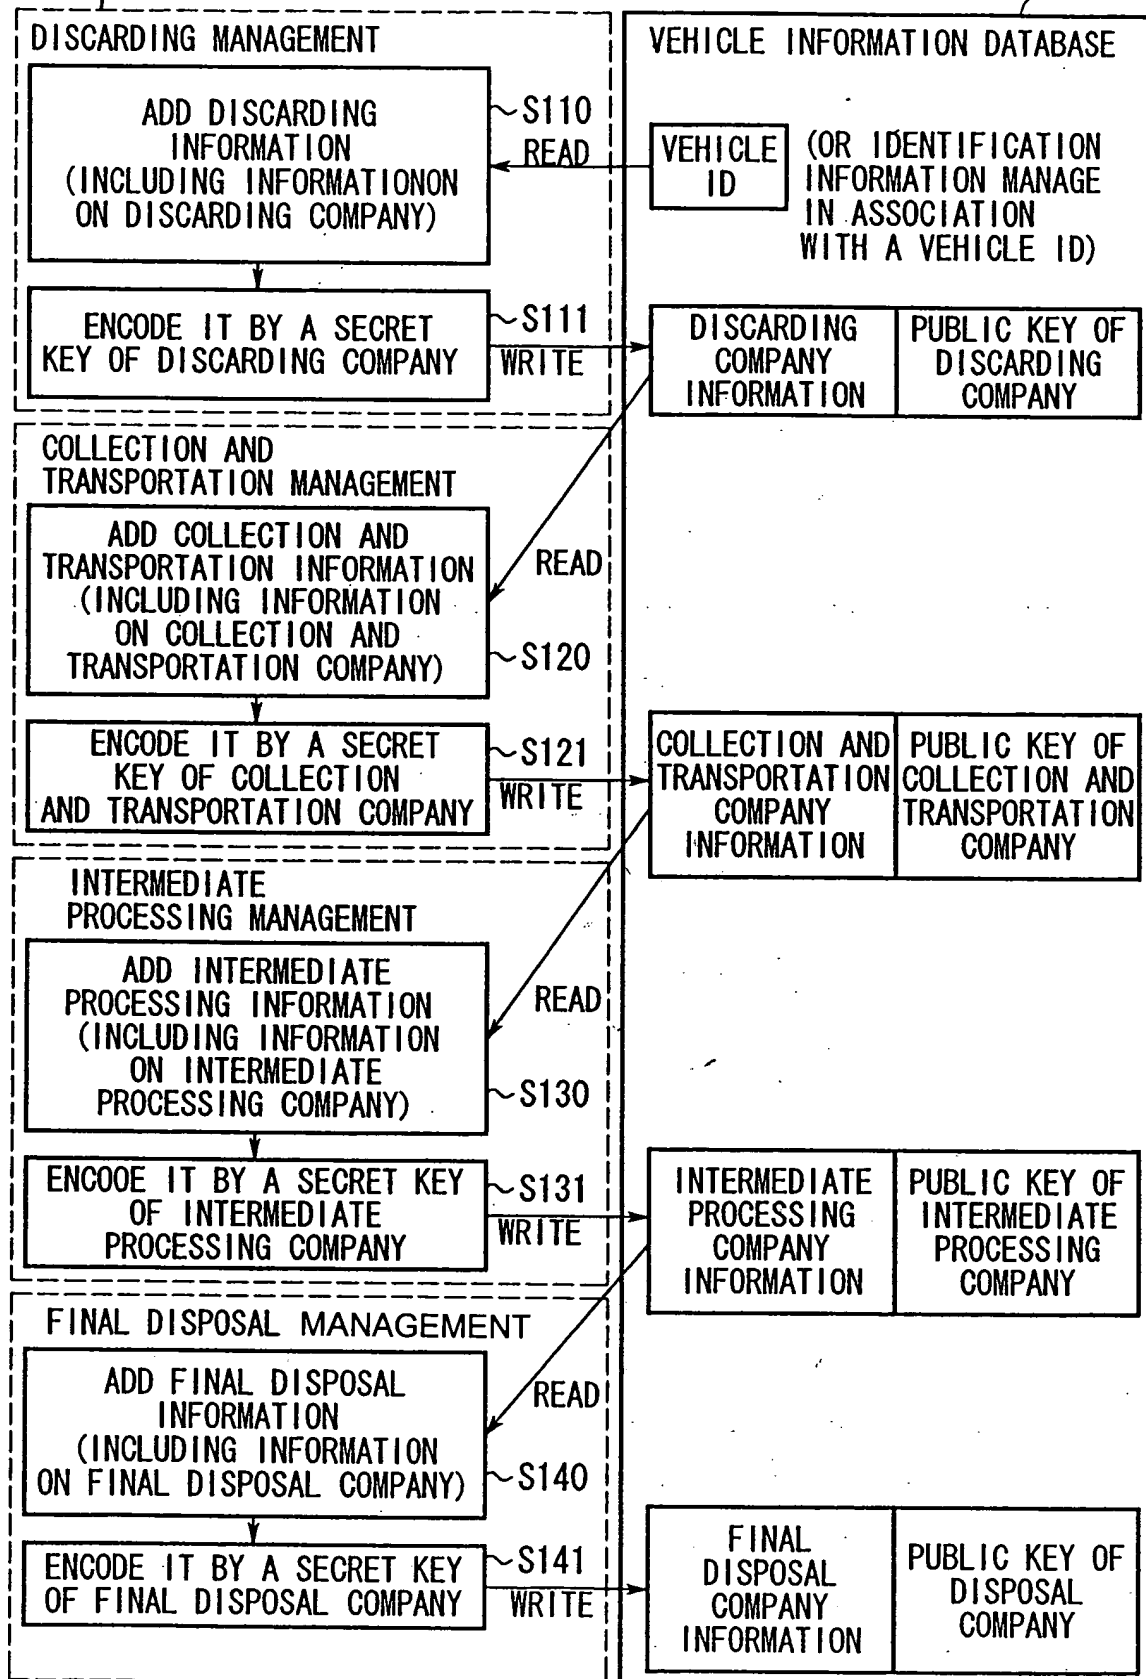 DISCARDING MANAGEMENT
ADD DISCARDING
INFORMATION
(INCLUDING INFORMATIONON
ON DISCARDING COMPANY)
S110
READ
ENCODE IT BY A SECRET
KEY OF DISCARDING COMPANY
S111
WRITE
COLLECTION AND
TRANSPORTATION MANAGEMENT
ADD COLLECTION AND
TRANSPORTATION INFORMATION
(INCLUDING INFORMATION
ON COLLECTION AND
TRANSPORTATION COMPANY)
READ
S120
ENCODE IT BY A SECRET
KEY OF COLLECTION
AND TRANSPORTATION COMPANY
S121
WRITE
INTERMEDIATE
PROCESSING MANAGEMENT
ADD INTERMEDIATE
PROCESSING INFORMATION
(INCLUDING INFORMATION
ON INTERMEDIATE
PROCESSING COMPANY)
READ
S130
ENCOOE IT BY A SECRET KEY
OF INTERMEDIATE
PROCESSING COMPANY
S131
WRITE
FINAL DISPOSAL MANAGEMENT
ADD FINAL DISPOSAL
INFORMATION
(INCLUDING INFORMATION
ON FINAL DISPOSAL COMPANY)
READ
S140
ENCODE IT BY A SECRET KEY
OF FINAL DISPOSAL COMPANY
S141
WRITE
VEHICLE INFORMATION DATABASE
VEHICLE
ID
(OR IDENTIFICATION
INFORMATION MANAGE
IN ASSOCIATION
WITH A VEHICLE ID)
DISCARDING
COMPANY
INFORMATION
PUBLIC KEY OF
DISCARDING
COMPANY
COLLECTION AND
TRANSPORTATION
COMPANY
INFORMATION
PUBLIC KEY OF
COLLECTION AND
TRANSPORTATION
COMPANY
INTERMEDIATE
PROCESSING
COMPANY
INFORMATION
PUBLIC KEY OF
INTERMEDIATE
PROCESSING
COMPANY
FINAL
DISPOSAL
COMPANY
INFORMATION
PUBLIC KEY OF
DISPOSAL
COMPANY